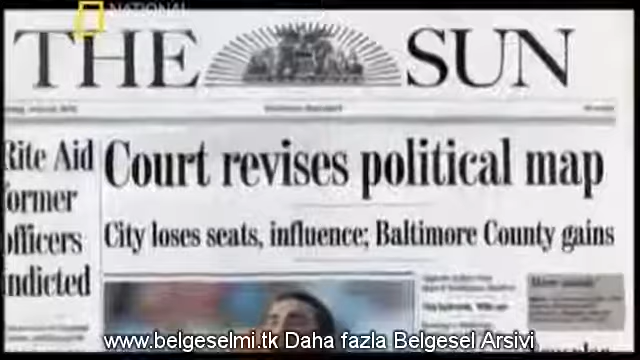 NATIONAL
THE SUN
Rite Aid
former
officers
indicted
Court revises political map
City loses seats, influence; Baltimore County gains
www.belgeselmi.tk Daha fazla Belgesel Arsivi